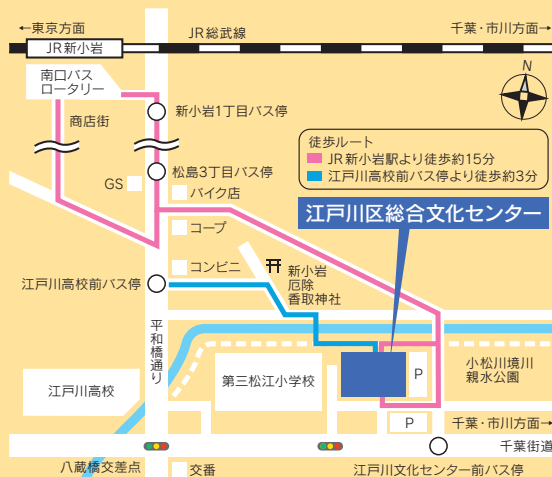 ←東京方面
JR総武線
千葉・市川方面→
JR新小岩
南口バス
ロータリー
N
新小岩1丁目バス停
商店街
徒歩ルート
JR新小岩駅より徒歩約15分
江戸川高校前バス停より徒歩約3分
松島3丁目バス停
GS
バイク店
江戸川区総合文化センター
コープ
コンビニ
新小岩
厄除
香取神社
江戸川高校前バス停
平和橋通り
小松川境川
親水公園
第三松江小学校
P
江戸川高校
P
千葉・市川方面→
千葉街道
八蔵橋交差点
交番
江戸川文化センター前バス停